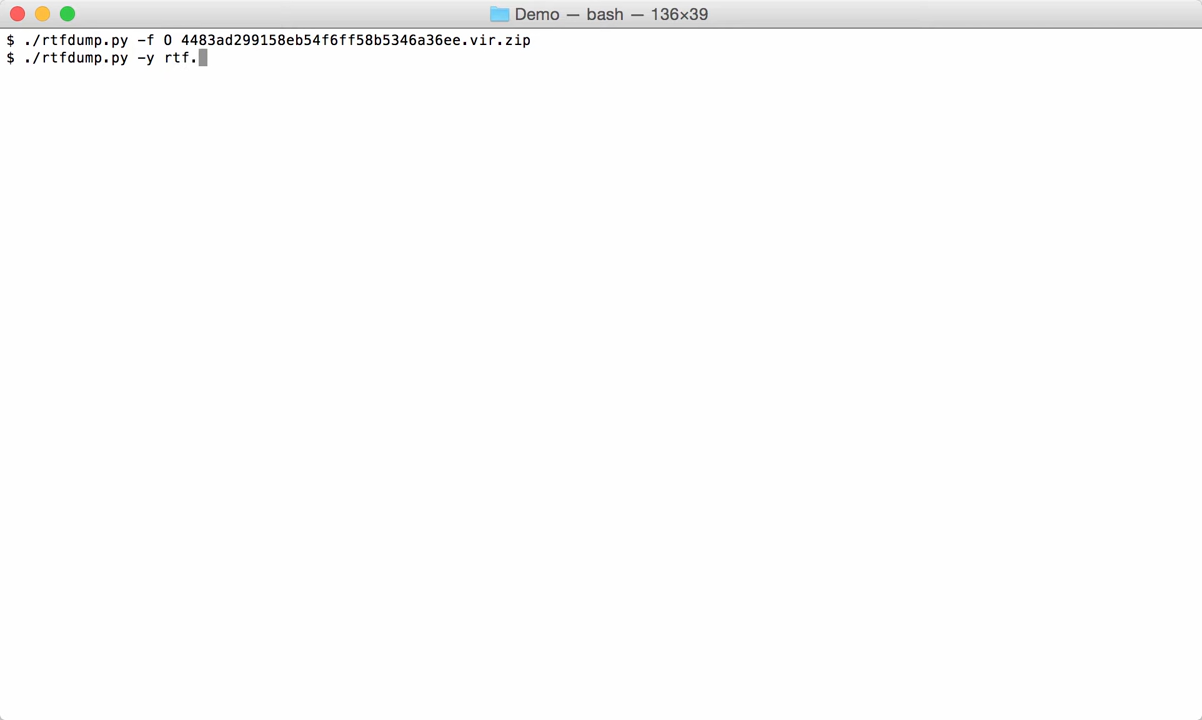 Demo — bash — 136×39
$ ./rtfdump.py -f O 4483ad299158eb54f6ff58b5346a36ee.vir.zip
$ ./rtfdump.py -y rtf.